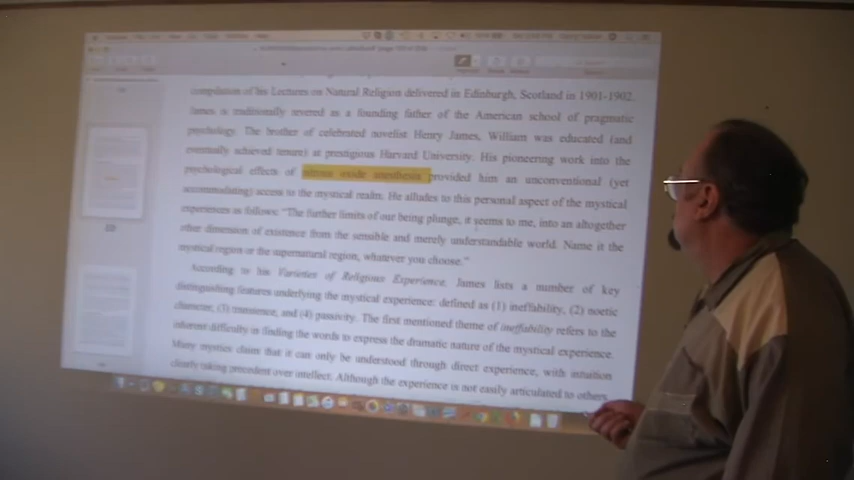 compilation of his Lectures on Natural Religion delivered in Edinburgh, Scotland in 1901-1902.
James is traditionally revered as a founding father of the American school of pragmatic
psychology. The brother of celebrated novelist Henry James, William was educated (and
eventually achieved tenure) at prestigious Harvard University. His pioneering work into the
psychological effects of nitrous oxide anesthesia provided him an unconventional (yet
accommodating) access to the mystical realm. He alludes to this personal aspect of the mystical
experiences as follows: “The further limits of our being plunge, it seems to me, into an altogether
other dimension of existence from the sensible and merely understandable world. Name it the
mystical region or the supernatural region, whatever you choose.”
According to his Varieties of Religious Experience, James lists a number of key
distinguishing features underlying the mystical experience: defined as (1) ineffability, (2) noetic
character, (3) transience, and (4) passivity. The first mentioned theme of ineffability refers to the
inherent difficulty in finding the words to express the dramatic nature of the mystical experience.
Many mystics claim that it can only be understood through direct experience, with intuition
clearly taking precedent over intellect. Although the experience is not easily articulated to others,